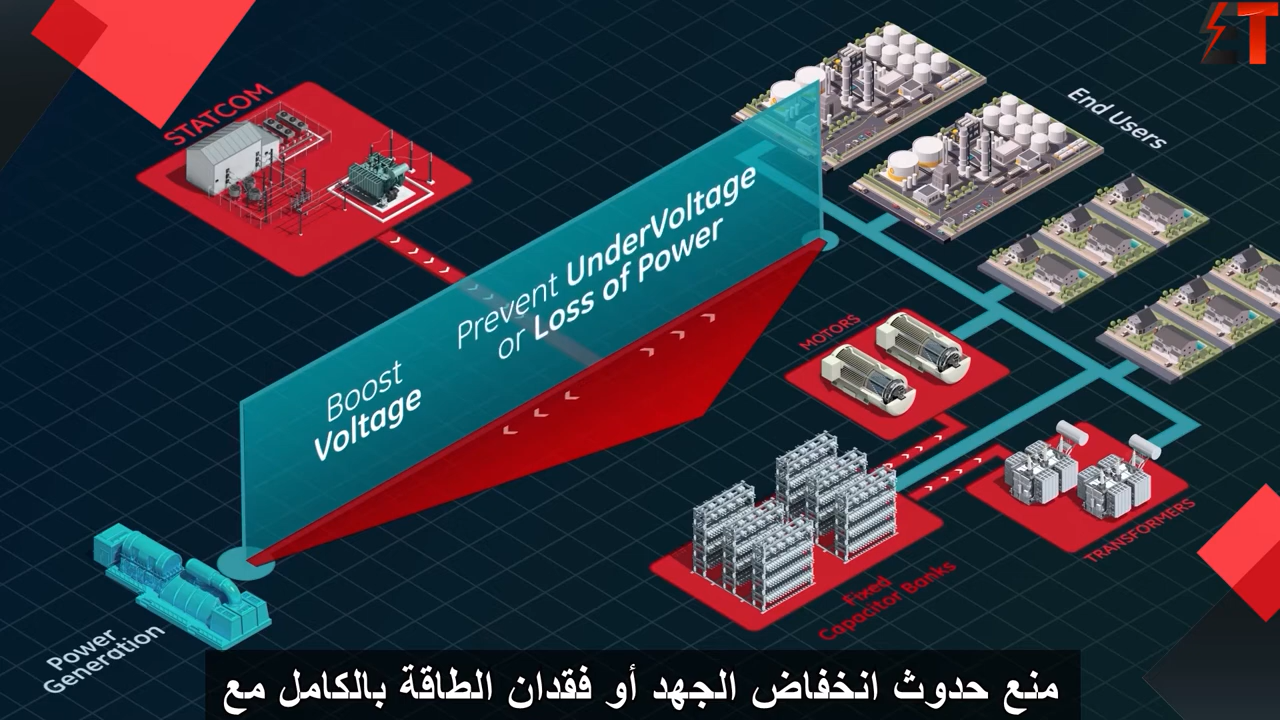 STATCOM
End Users
Prevent UnderVoltage
or Loss of Power
Boost
Voltage
MOTORS
TRANSFORMERS
Fixed
Capacitor Banks
Power
Generation
منع حدوث انخفاض الجهد أو فقدان الطاقة بالكامل مع